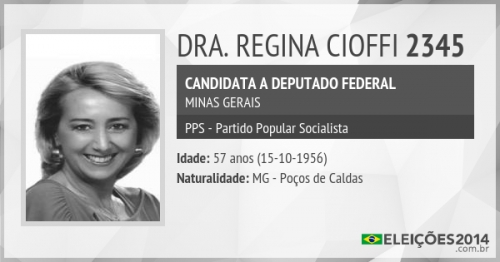 DRA. REGINA CIOFFI 2345
CANDIDATA A DEPUTADO FEDERAL
MINAS GERAIS
PPS - Partido Popular Socialista
Idade: 57 anos (15-10-1956)
Naturalidade: MG - Poços de Caldas
ELEIÇÕES2014
.com.br